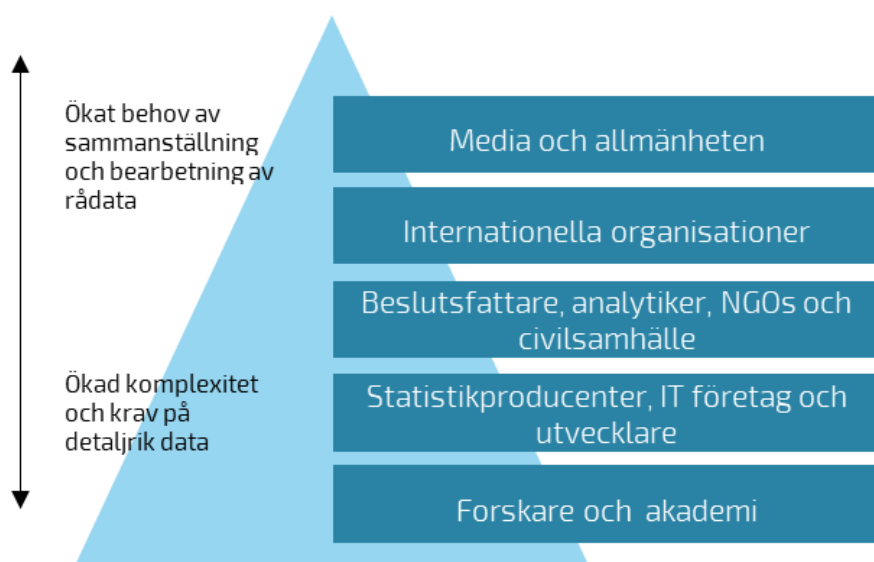 Ökat behov av
sammanställning
och bearbetning av
rådata
Media och allmänheten
Internationella organisationer
Beslutsfattare, analytiker, NGOs och
civilsamhälle
Ökad komplexitet
och krav på
detaljrik data
Statistikproducenter, IT företag och
utvecklare
Forskare och akademi